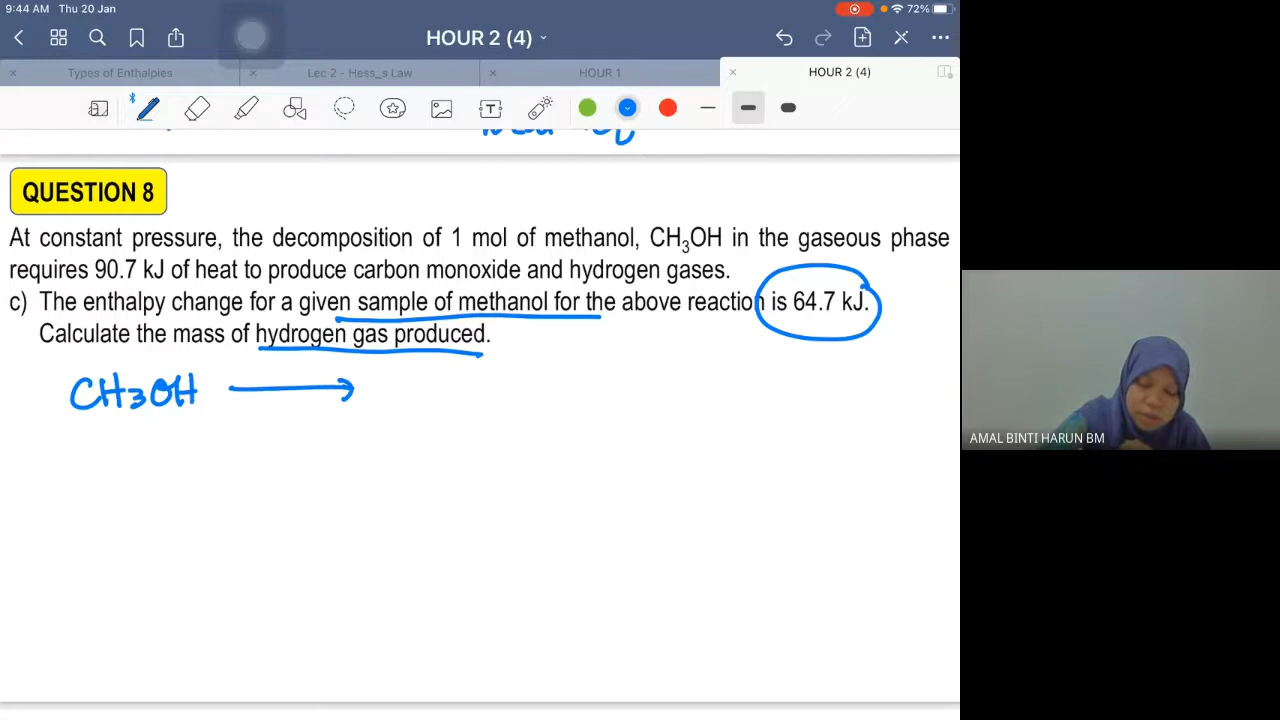 9:44 AM Thu 20 Jan
72%
HOUR 2 (4)
Types of Enthalpies
Lec 2 - Hess_s Law
HOUR 1
HOUR 2 (4)
QUESTION 8
At constant pressure, the decomposition of 1 mol of methanol, CH₃OH in the gaseous phase
requires 90.7 kJ of heat to produce carbon monoxide and hydrogen gases.
c) The enthalpy change for a given sample of methanol for the above reaction is 64.7 kJ.
Calculate the mass of hydrogen gas produced.
CH3OH ⟶
AMAL BINTI HARUN BM